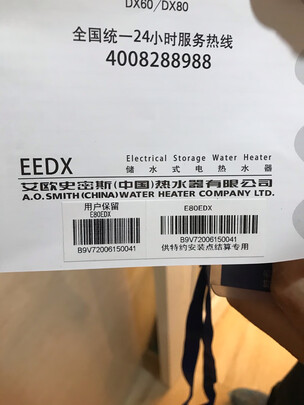 DX60/DX80
全国统一24小时服务热线
4008288988
EEDX
Electrical Storage Water Heater
储水式电热水器
艾欧史密斯(中国)热水器有限公司
A.O.SMITH(CHINA)WATER HEATER COMPANY LTD.
用户保留
E80EDX
B9V72006150041
E80EDX
B9V72006150041
供特约安装点结算专用